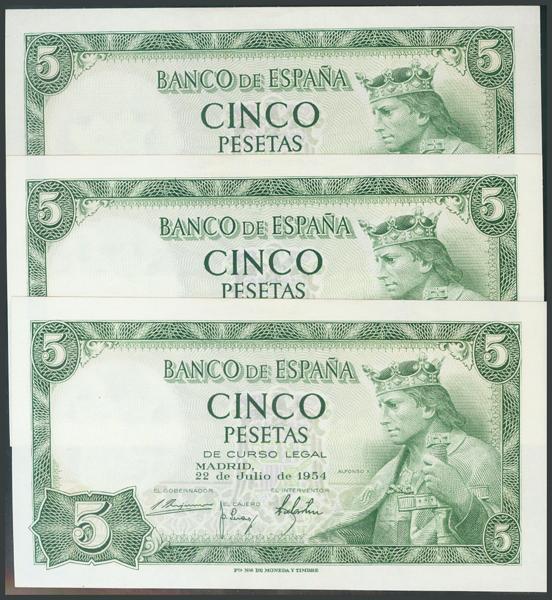 5 5
BANCO DE ESPAÑA
CINCO
PESETAS
5 5
BANCO DE ESPAÑA
CINCO
PESETAS
5 5
BANCO DE ESPAÑA
CINCO
PESETAS
DE CURSO LEGAL
MADRID,
22 de Julio de 1954
ALFONSO X
EL GOBERNADOR EL CAJERO EL INTERVENTOR
5 5
DE MONEDA Y TIMBRE